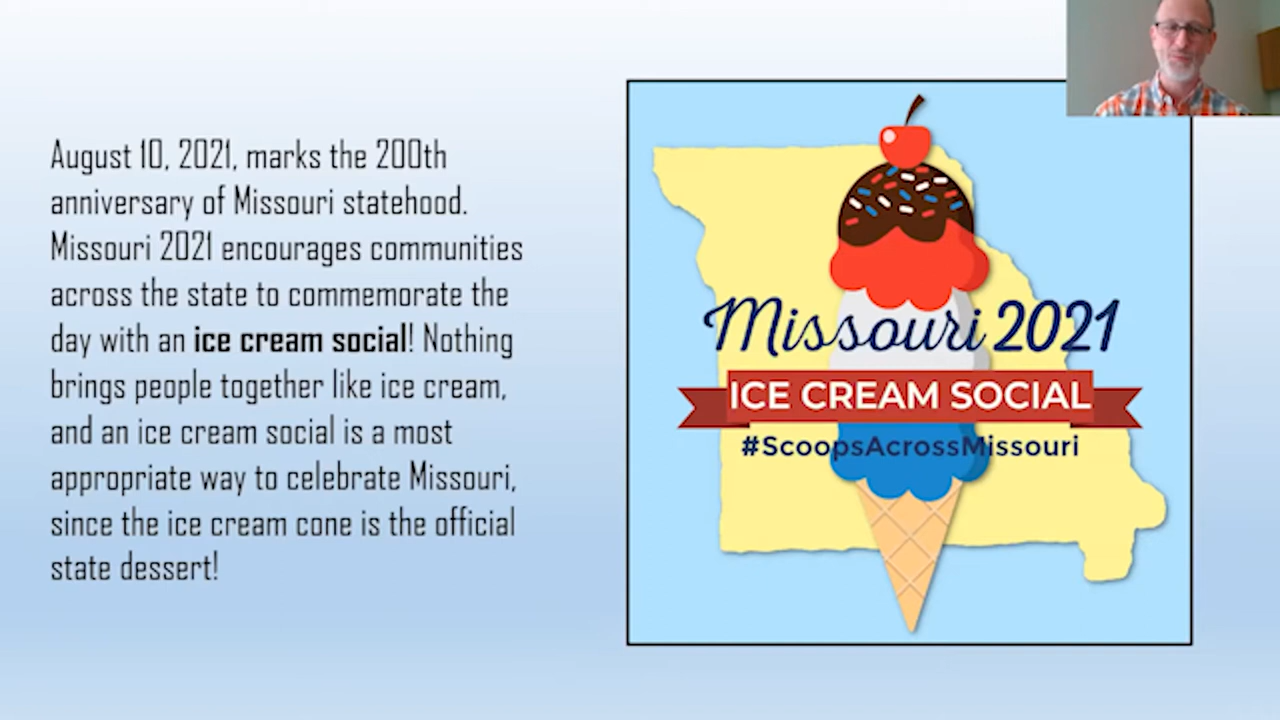 August 10, 2021, marks the 200th
anniversary of Missouri statehood.
Missouri 2021 encourages communities
across the state to commemorate the
day with an ice cream social! Nothing
brings people together like ice cream,
and an ice cream social is a most
appropriate way to celebrate Missouri,
since the ice cream cone is the official
state dessert!
Missouri 2021
ICE CREAM SOCIAL
#ScoopsAcrossMissouri